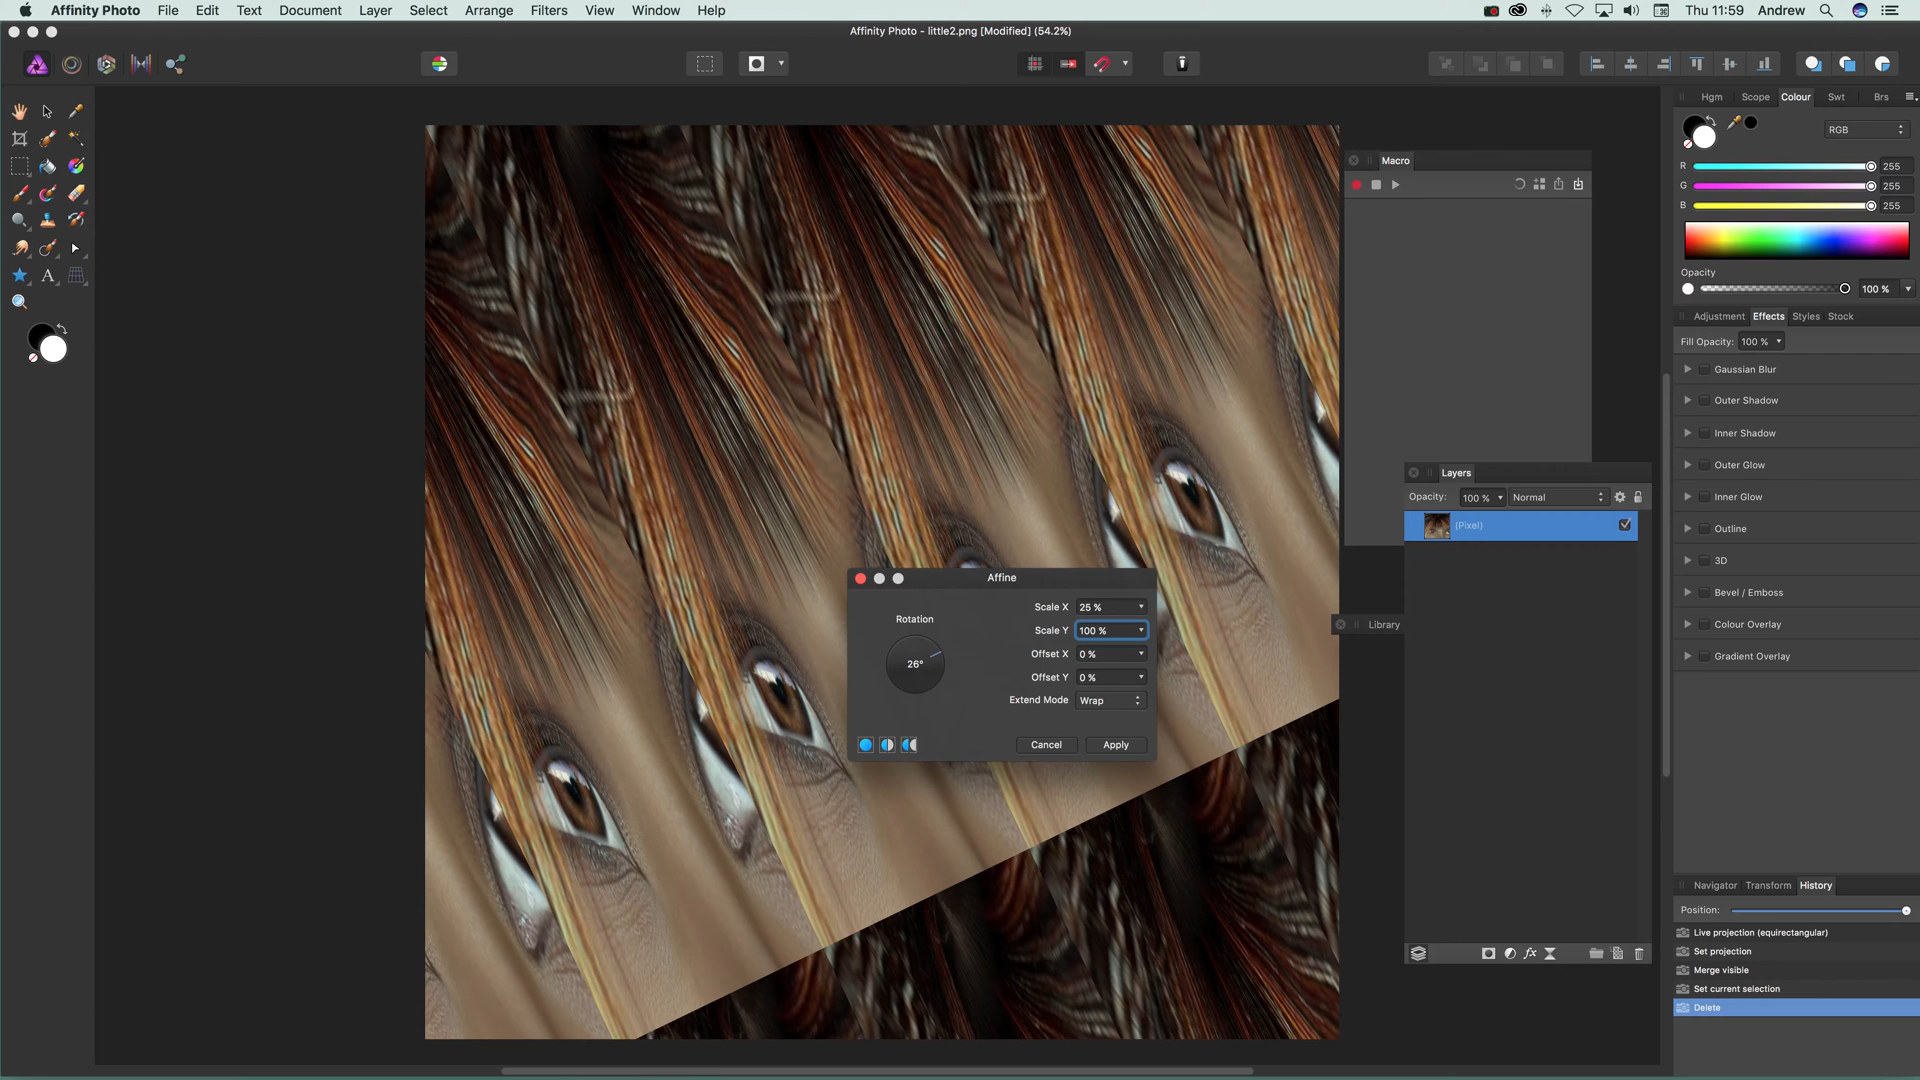 Affinity Photo File Edit Text Document Layer Select Arrange Filters View Window Help Thu 11:59 Andrew
Affinity Photo - little2.png [Modified] (54.2%)
Hgm Scope Colour Swt Brs
RGB
R 255
G 255
B 255
Opacity
100 %
Adjustment Effects Styles Stock
Fill Opacity: 100 %
Gaussian Blur
Outer Shadow
Inner Shadow
Outer Glow
Inner Glow
Outline
3D
Bevel / Emboss
Colour Overlay
Gradient Overlay
Macro
Layers
Opacity: 100 % Normal
(Pixel)
Library
Affine
Rotation
26°
Scale X 25 %
Scale Y 100 %
Offset X 0 %
Offset Y 0 %
Extend Mode Wrap
Cancel Apply
Navigator Transform History
Position:
Live projection (equirectangular)
Set projection
Merge visible
Set current selection
Delete